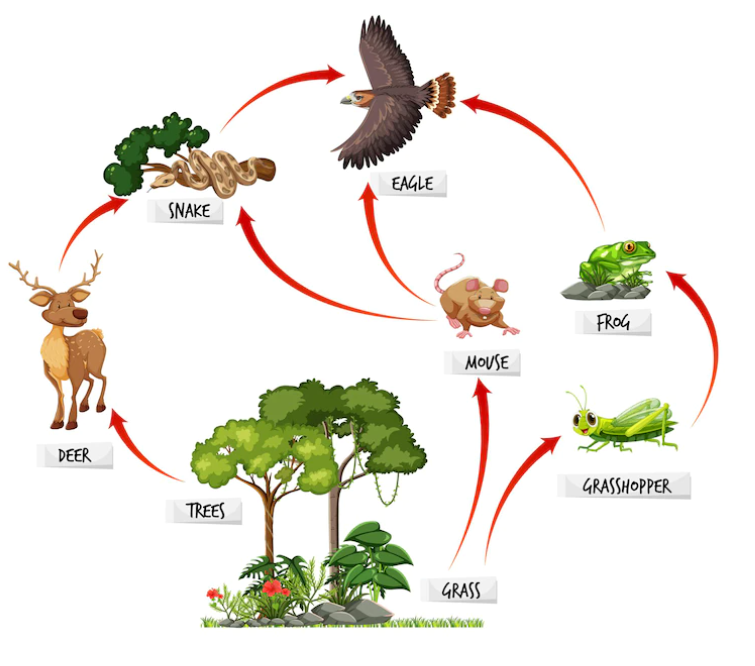 EAGLE
SNAKE
FROG
MOUSE
DEER
GRASSHOPPER
TREES
GRASS